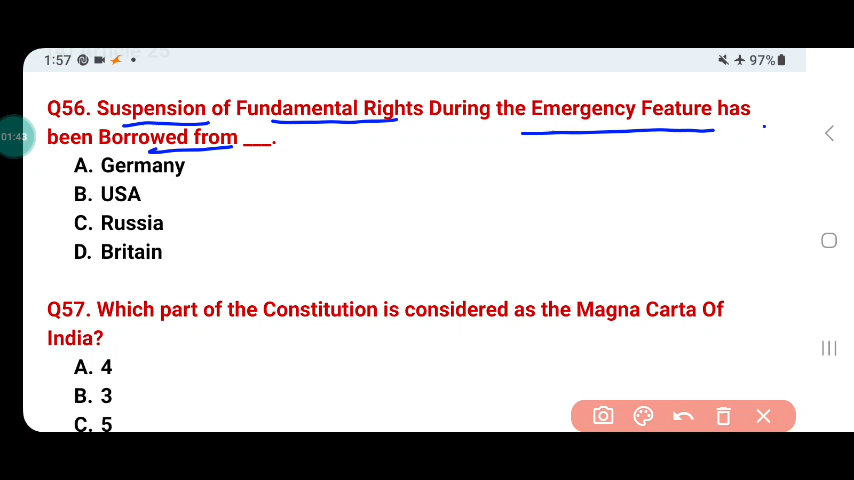 1:57
97%
01:43
Q56. Suspension of Fundamental Rights During the Emergency Feature has
been Borrowed from ___.
A. Germany
B. USA
C. Russia
D. Britain
Q57. Which part of the Constitution is considered as the Magna Carta Of
India?
A. 4
B. 3
C. 5